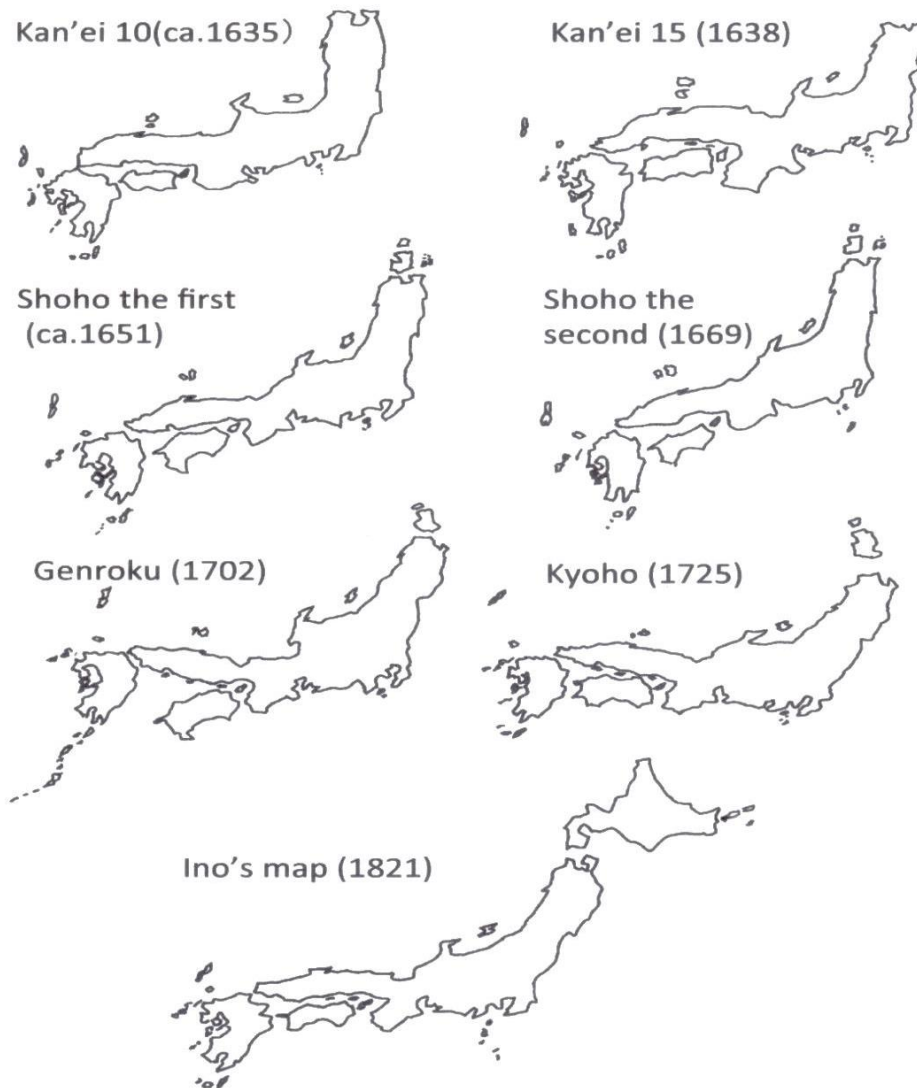 Kan’ei 10(ca.1635)
Kan’ei 15 (1638)
Shoho the first
(ca.1651)
Shoho the
second (1669)
Genroku (1702)
Kyoho (1725)
Ino’s map (1821)